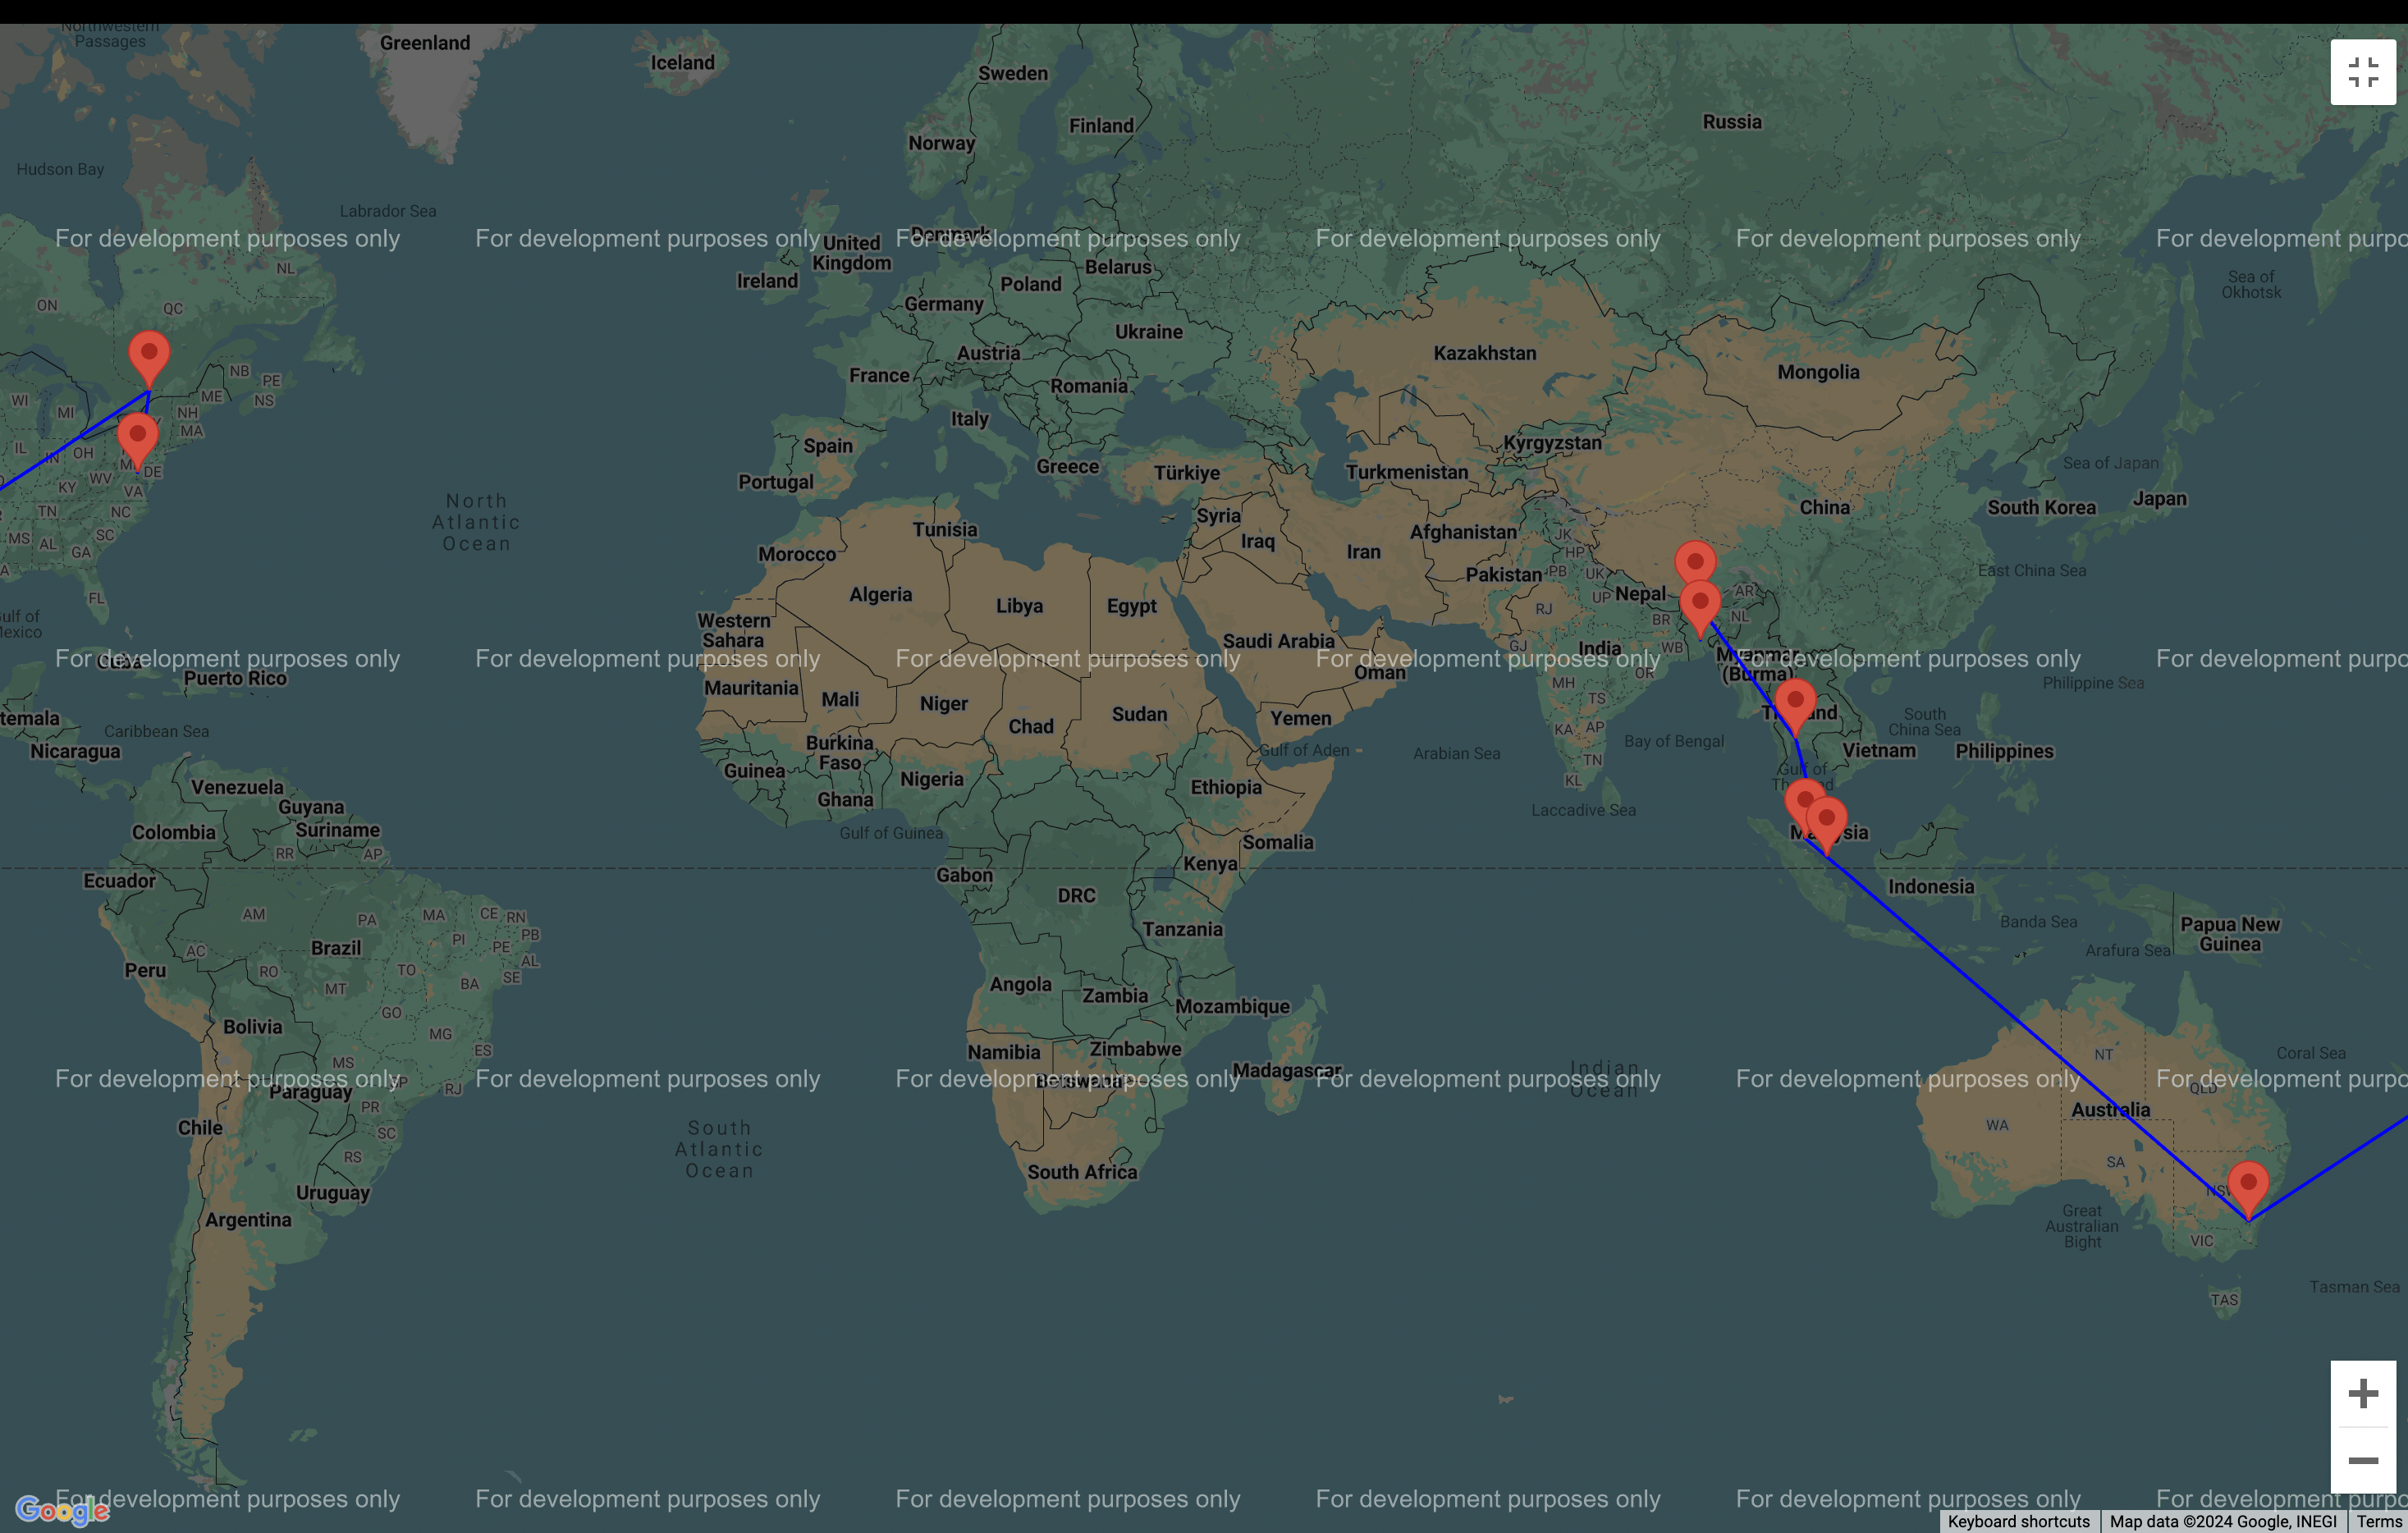 Northwestern
Passages
Greenland
Iceland
Sweden
Finland
Norway
Russia
Hudson Bay
Labrador Sea
For development purposes only
For development purposes only
For development purposes only
For development purposes only
For development purposes only
For development purpo
Denmark
United
Kingdom
Ireland
Belarus
Poland
Germany
Ukraine
Austria
France
Romania
Italy
Spain
Portugal
Greece
Türkiye
Kazakhstan
Mongolia
Kyrgyzstan
Turkmenistan
Sea of
Okhotsk
Sea of Japan
Japan
South Korea
China
NL
ON
QC
NB
PE
NS
ME
NH
MA
WI
MI
IL
IN
OH
DE
WV
KY
VA
TN
NC
SC
MS
AL
GA
FL
North
Atlantic
Ocean
Tunisia
Morocco
Algeria
Libya
Egypt
Western
Sahara
Syria
Iraq
Iran
Afghanistan
Pakistan
JK
HP
PB
UK
UP
RJ
Nepal
BR
AR
NL
East China Sea
Saudi Arabia
Oman
GJ
India
WB
OR
MH
TS
KA
AP
TN
KL
Myanmar
(Burma)
Gulf of
Mexico
For development purposes only
For development purposes only
For development purposes only
For development purposes only
For development purposes only
For development purpo
Cuba
Puerto Rico
temala
Nicaragua
Caribbean Sea
Mauritania
Mali
Niger
Chad
Sudan
Yemen
Burkina
Faso
Guinea
Ghana
Nigeria
Gulf of Aden
Arabian Sea
Bay of Bengal
Laccadive Sea
Philippine Sea
South
China Sea
Vietnam
Philippines
Gulf of
Malaysia
Ethiopia
Somalia
Kenya
Gulf of Guinea
Gabon
DRC
Tanzania
Venezuela
Guyana
Suriname
Colombia
RR
AP
Ecuador
AM
PA
MA
CE
RN
PB
PI
PE
AL
SE
AC
RO
TO
BA
Brazil
Peru
MT
GO
MG
ES
Bolivia
MS
SP
RJ
Paraguay
PR
SC
RS
Chile
Uruguay
Argentina
Angola
Zambia
Mozambique
Namibia
Zimbabwe
Botswana
Madagascar
South Africa
South
Atlantic
Ocean
Indian
Ocean
Indonesia
Banda Sea
Arafura Sea
Papua New
Guinea
Coral Sea
NT
QLD
WA
Australia
SA
VIC
TAS
Great
Australian
Bight
Tasman Sea
For development purposes only
For development purposes only
For development purposes only
For development purposes only
For development purposes only
For development purpo
For development purposes only
For development purposes only
For development purposes only
For development purposes only
For development purposes only
For development purpo
Google
Keyboard shortcuts
Map data ©2024 Google, INEGI
Terms